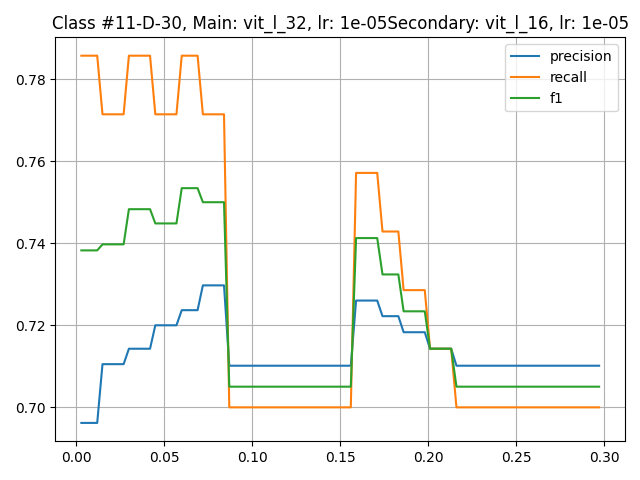 Class #11-D-30, Main: vit_l_32, lr: 1e-05Secondary: vit_l_16, lr: 1e-05
precision
recall
f1
0.78
0.76
0.74
0.72
0.70
0.00 0.05 0.10 0.15 0.20 0.25 0.30